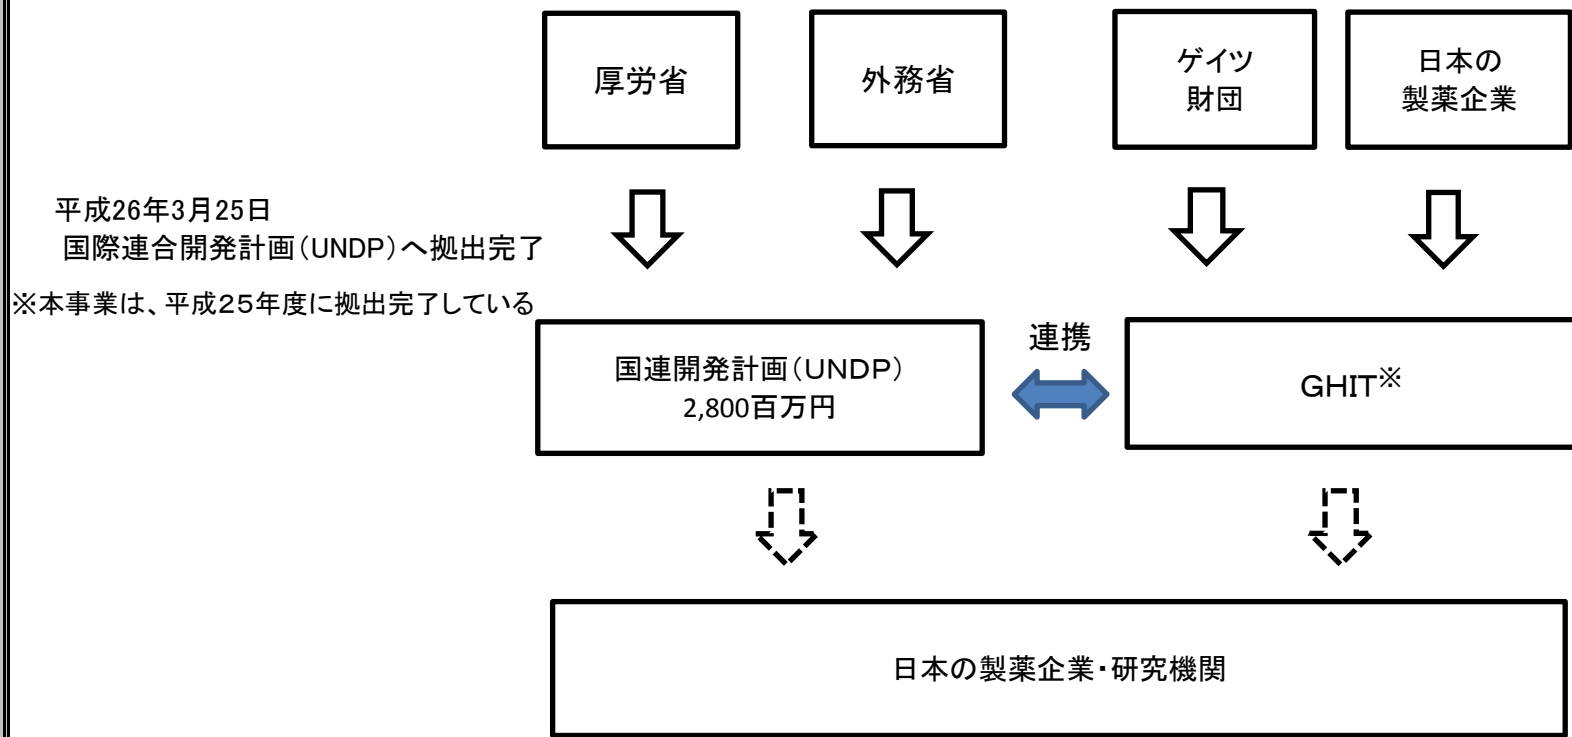 厚労省
外務省
ゲイツ
財団
日本の
製薬企業
平成26年3月25日
国際連合開発計画（UNDP）へ拠出完了
※本事業は、平成２５年度に拠出完了している
国連開発計画（ＵＮＤＰ）
2,800百万円
連携
ＧＨＩＴ※
日本の製薬企業・研究機関